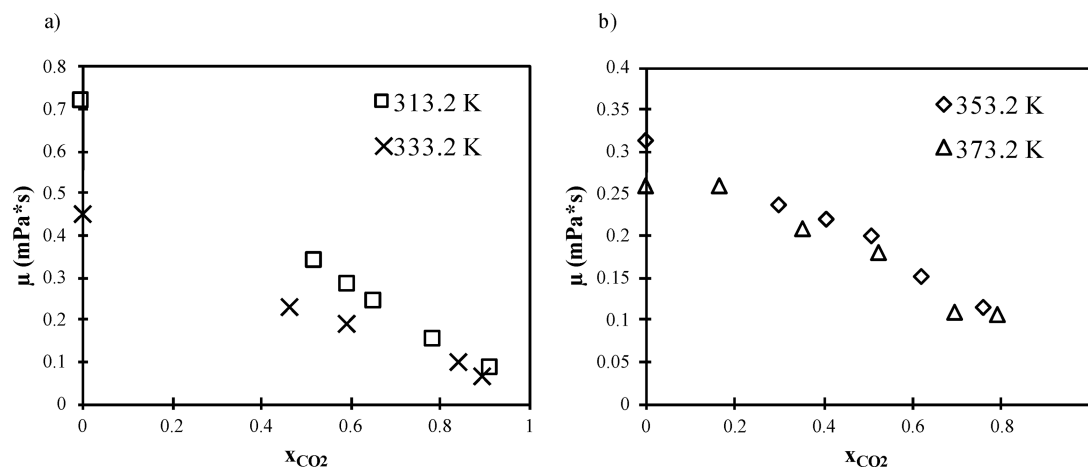 a)
μ (mPa*s)
0.8
0.7
0.6
0.5
0.4
0.3
0.2
0.1
0
0 0.2 0.4 0.6 0.8 1
xCO2
313.2 K
333.2 K
b)
μ (mPa*s)
0.4
0.35
0.3
0.25
0.2
0.15
0.1
0.05
0
0 0.2 0.4 0.6 0.8
xCO2
353.2 K
373.2 K